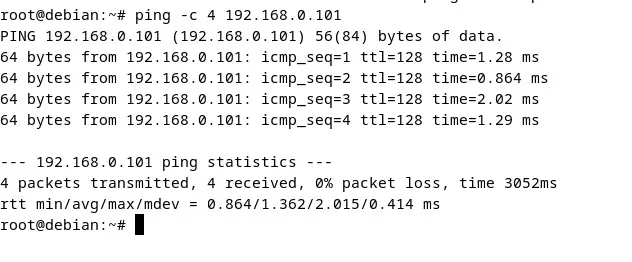 root@debian:~# ping -c 4 192.168.0.101
PING 192.168.0.101 (192.168.0.101) 56(84) bytes of data.
64 bytes from 192.168.0.101: icmp_seq=1 ttl=128 time=1.28 ms
64 bytes from 192.168.0.101: icmp_seq=2 ttl=128 time=0.864 ms
64 bytes from 192.168.0.101: icmp_seq=3 ttl=128 time=2.02 ms
64 bytes from 192.168.0.101: icmp_seq=4 ttl=128 time=1.29 ms

--- 192.168.0.101 ping statistics ---
4 packets transmitted, 4 received, 0% packet loss, time 3052ms
rtt min/avg/max/mdev = 0.864/1.362/2.015/0.414 ms
root@debian:~#